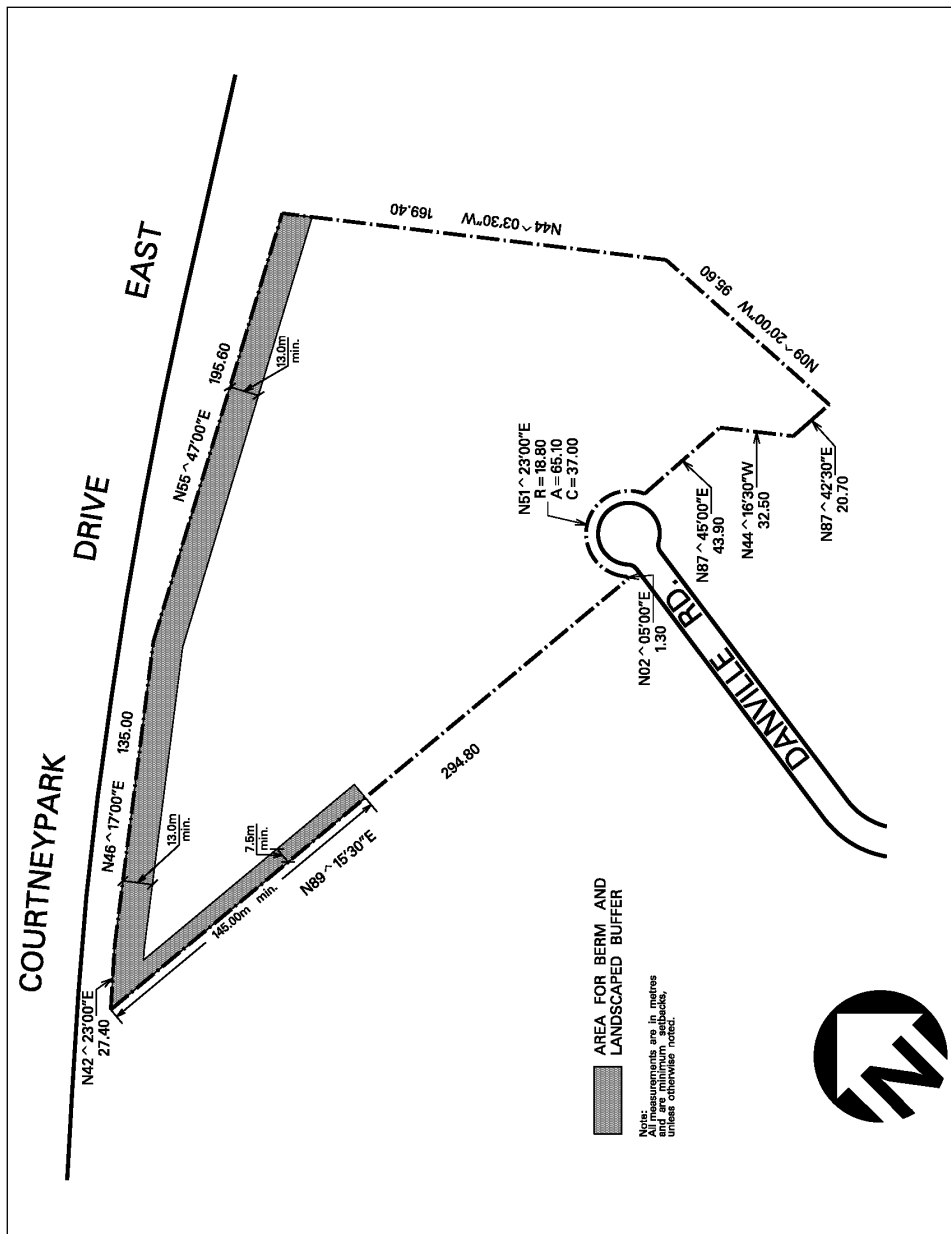 COURTNEYPARK
DRIVE
EAST
N42^23'00"E
27.40
N46^17'00"E
135.00
13.0m
min.
N55^47'00"E
195.60
13.0m
min.
N44^03'30"W
169.40
N09^20'00"W 95.60
N87^42'30"E
20.70
N44^16'30"W
32.50
N87^45'00"E
43.90
N51^23'00"E
R=18.80
A=65.10
C=37.00
N02^05'00"E
1.30
294.80
N89^15'30"E
145.00m min.
7.5m
min.
DANVILLE RD.
AREA FOR BERM AND
LANDSCAPED BUFFER
Note:
All measurements are in metres
and are minimum setbacks,
unless otherwise noted.
N